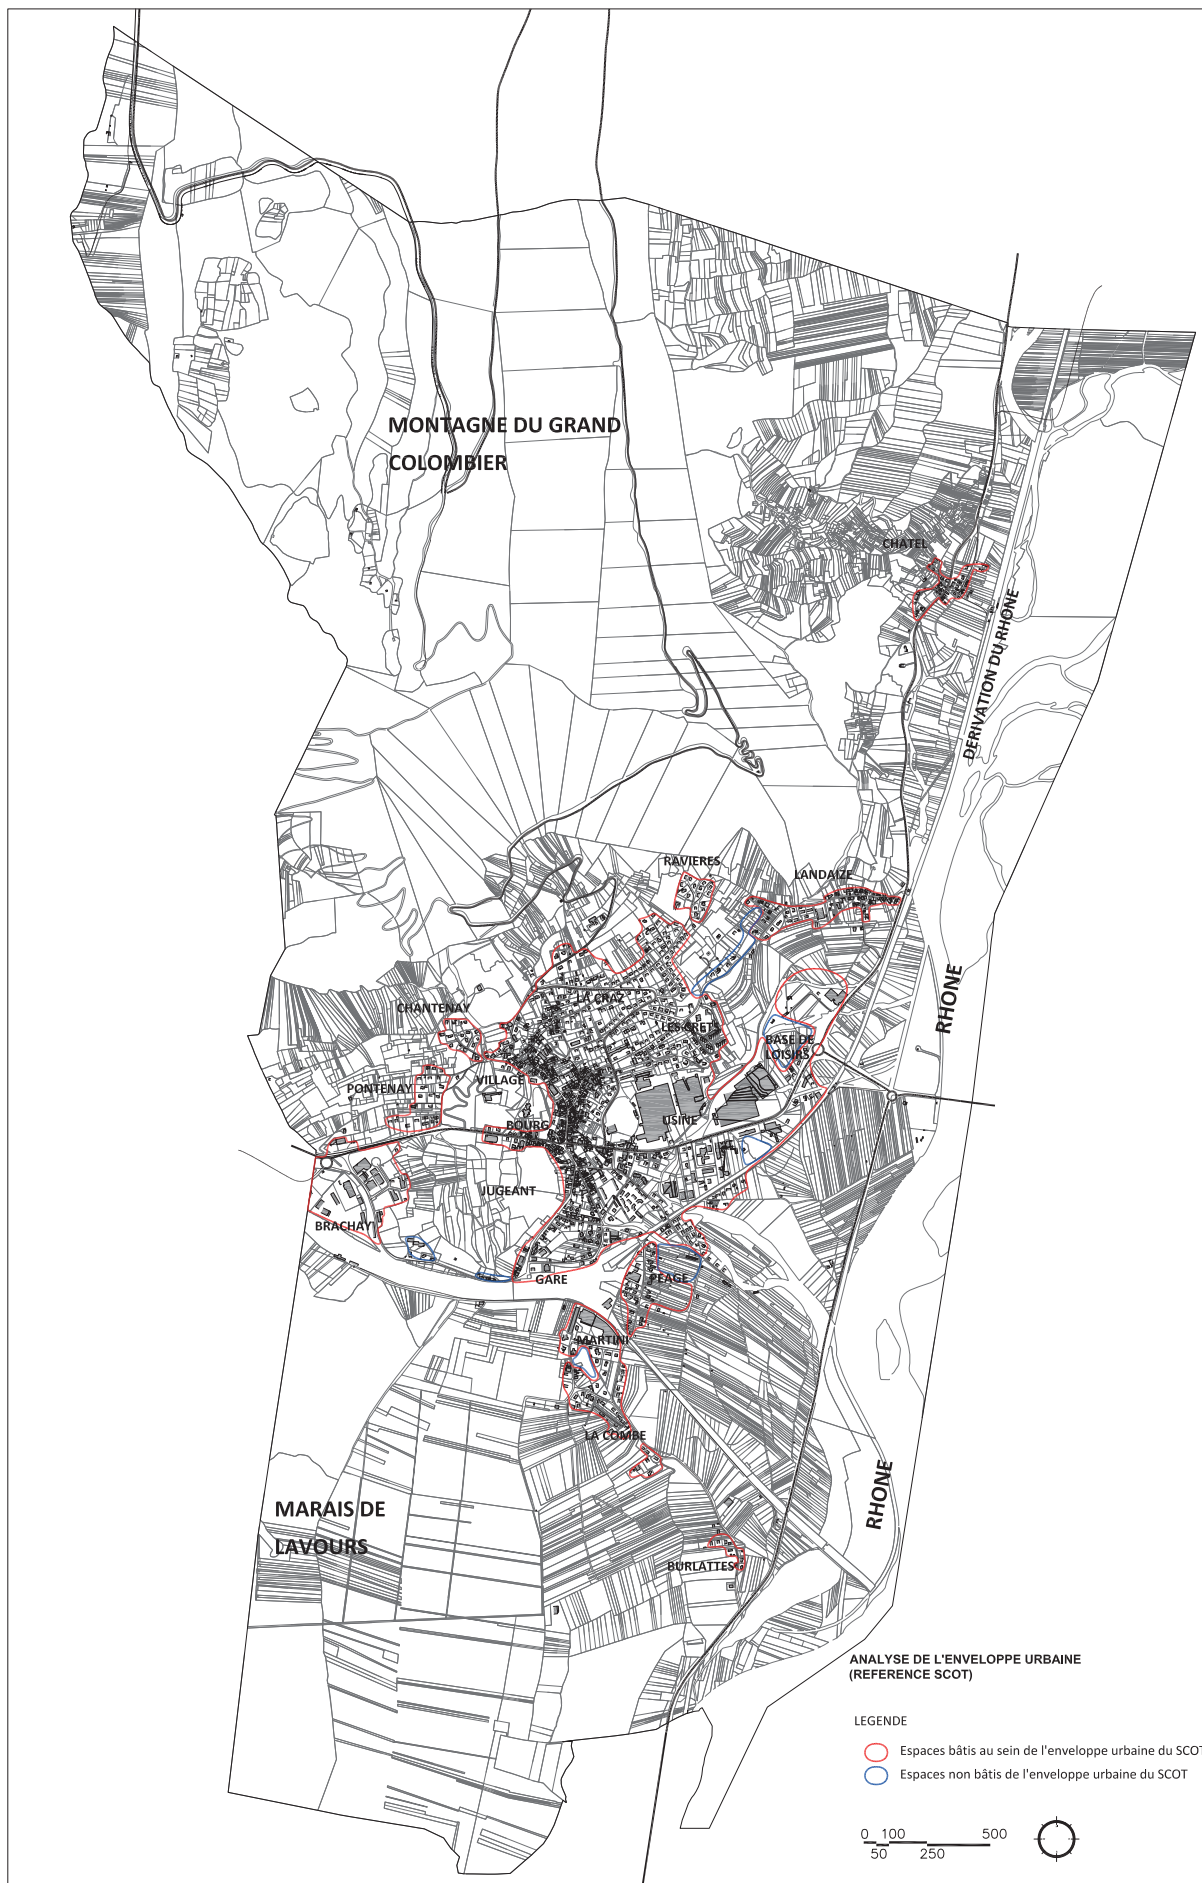 MONTAGNE DU GRAND
COLOMBIER
CHATEL
DERIVATION DU RHONE
RAVIERES
LANDAIZE
RHONE
LA CRAZ
CHANTENAY
LES CRETS
BASE DE
LOISIRS
PONTENAY
VILLAGE
USINE
BOURG
JUGEANT
BRACHAY
GARE
PEAGE
MARTINI
LA COMBE
MARAIS DE
LAVOURS
RHONE
BURLATTES
ANALYSE DE L'ENVELOPPE URBAINE
(REFERENCE SCOT)
LEGENDE
Espaces bâtis au sein de l'enveloppe urbaine du SCOT
Espaces non bâtis de l'enveloppe urbaine du SCOT
0 100 500
50 250